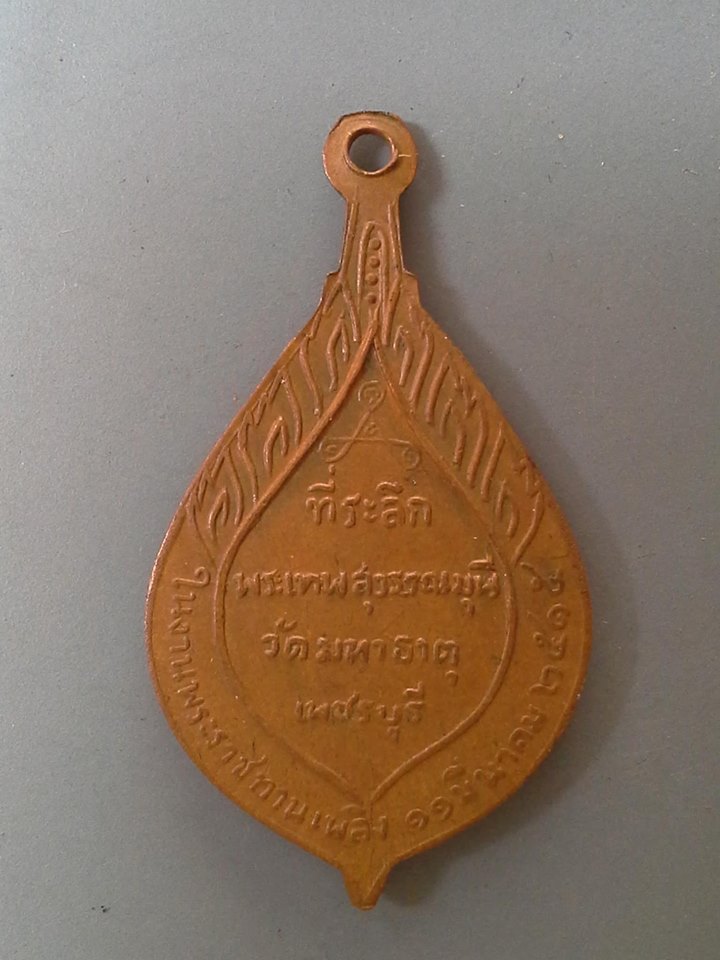 ที่ระลึก
พระเทพสุวรรณมุนี
วัดมหาธาตุ
เพชรบุรี
ในงานพระราชทานเพลิง ๑๑ มีนาคม ๒๕๑๕